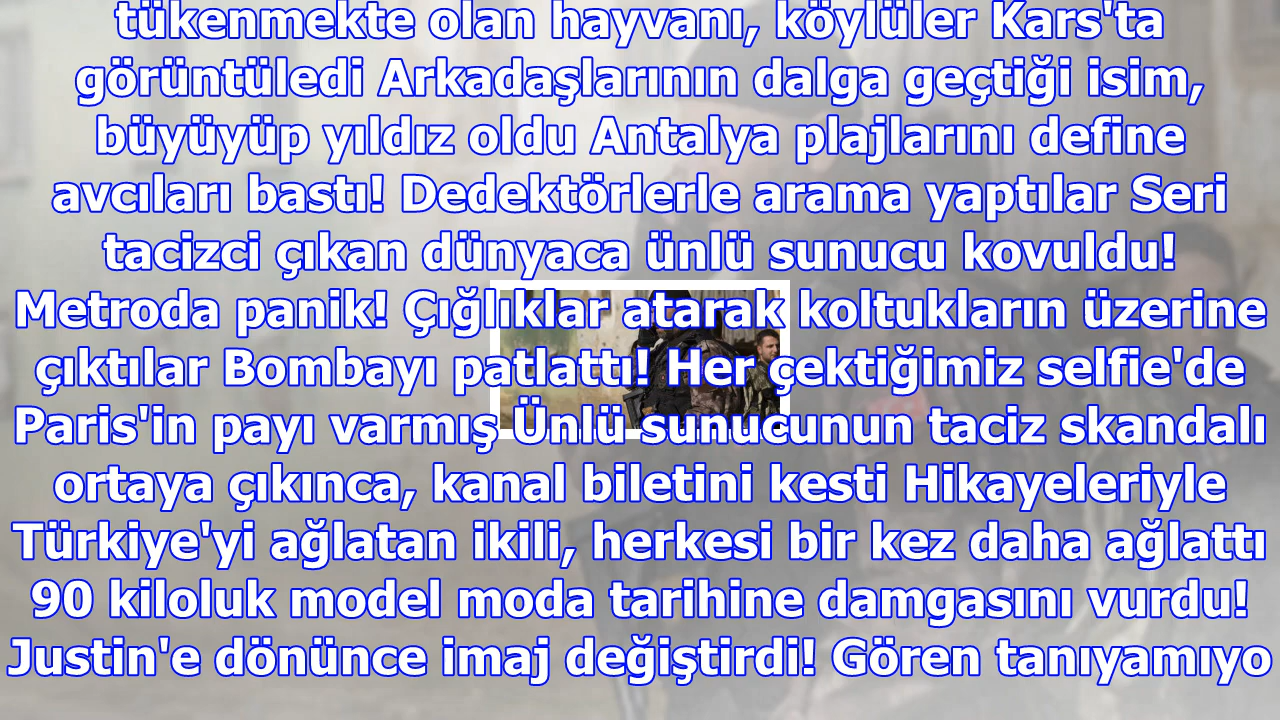 tükenmekte olan hayvanı, köylüler Kars'ta
görüntüledi Arkadaşlarının dalga geçtiği isim,
büyüyüp yıldız oldu Antalya plajlarını define
avcıları bastı! Dedektörlerle arama yaptılar Seri
tacizci çıkan dünyaca ünlü sunucu kovuldu!
Metroda panik! Çığlıklar atarak koltukların üzerine
çıktılar Bombayı patlattı! Her çektiğimiz selfie'de
Paris'in payı varmış Ünlü sunucunun taciz skandalı
ortaya çıkınca, kanal biletini kesti Hikayeleriyle
Türkiye'yi ağlatan ikili, herkesi bir kez daha ağlattı
90 kiloluk model moda tarihine damgasını vurdu!
Justin'e dönünce imaj değiştirdi! Gören tanıyamıyo